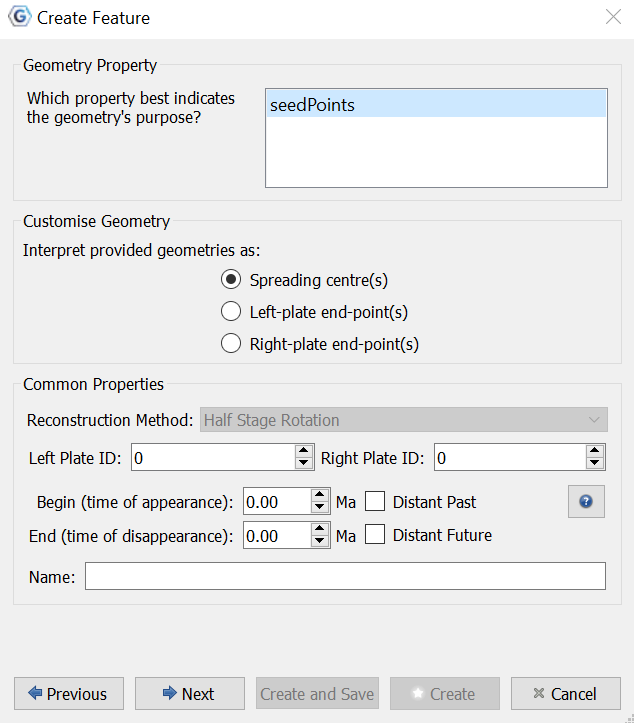 Create Feature
Geometry Property
Which property best indicates
the geometry's purpose?
seedPoints
Customise Geometry
Interpret provided geometries as:
Spreading centre(s)
Left-plate end-point(s)
Right-plate end-point(s)
Common Properties
Reconstruction Method: Half Stage Rotation
Left Plate ID: 0 Right Plate ID: 0
Begin (time of appearance): 0.00 Ma Distant Past
End (time of disappearance): 0.00 Ma Distant Future
Name:
Previous Next Create and Save Create Cancel